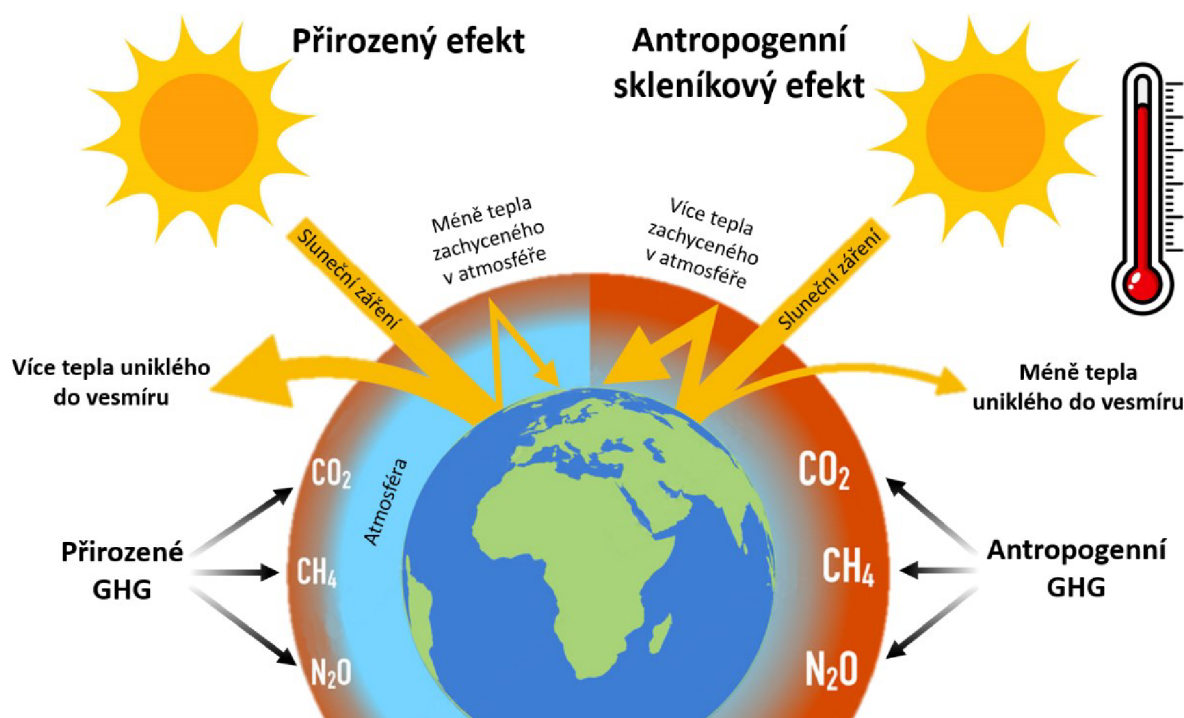 Přirozený efekt
Antropogenní
skleníkový efekt
Méně tepla
zachyceného
v atmosféře
Více tepla
zachyceného
v atmosféře
Sluneční záření
Sluneční záření
Více tepla uniklého
do vesmíru
Méně tepla
uniklého do vesmíru
Atmosféra
CO₂
CH₄
N₂O
CO₂
CH₄
N₂O
Přirozené
GHG
Antropogenní
GHG